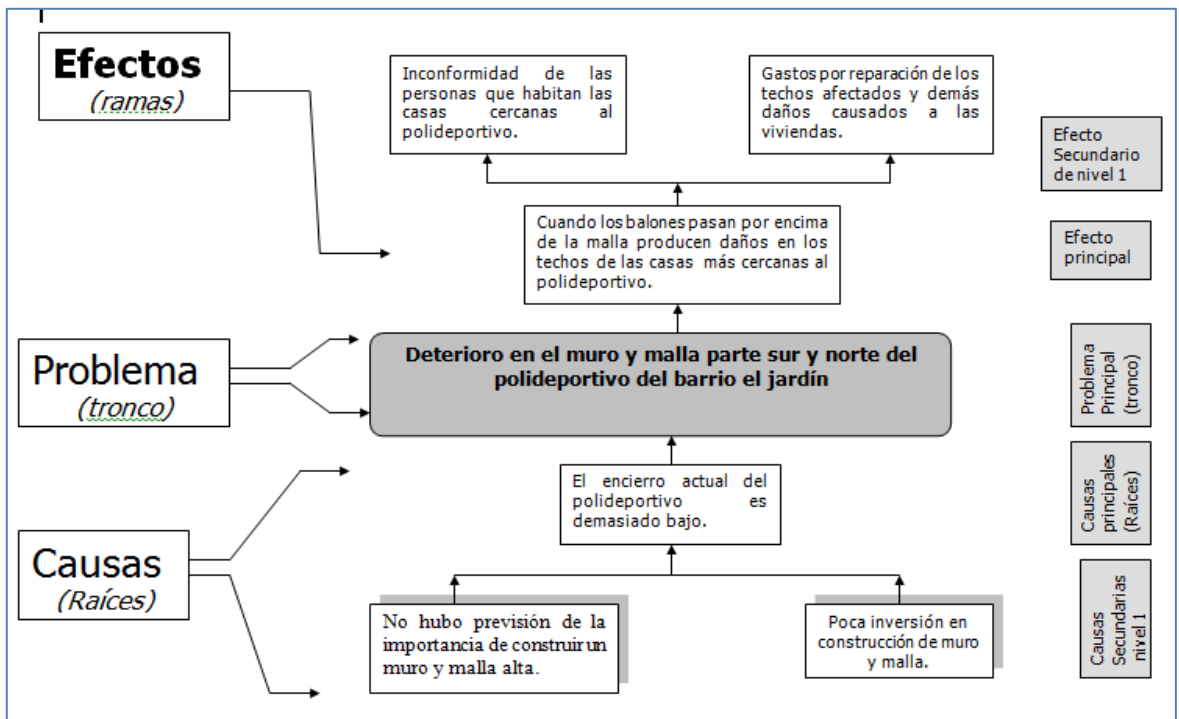 Efectos
(ramas)
Inconformidad de las
personas que habitan las
casas cercanas al
polideportivo.
Gastos por reparación de los
techos afectados y demás
daños causados a las
viviendas.
Efecto
Secundario
de nivel 1
Cuando los balones pasan por encima
de la malla producen daños en los
techos de las casas más cercanas al
polideportivo.
Efecto
principal
Problema
(tronco)
Deterioro en el muro y malla parte sur y norte del
polideportivo del barrio el jardín
Problema
Principal
(tronco)
El encierro actual del
polideportivo es
demasiado bajo.
Causas
principales
(Raíces)
Causas
(Raíces)
No hubo previsión de la
importancia de construir un
muro y malla alta.
Poca inversión en
construcción de muro
y malla.
Causas
Secundarias
nivel 1